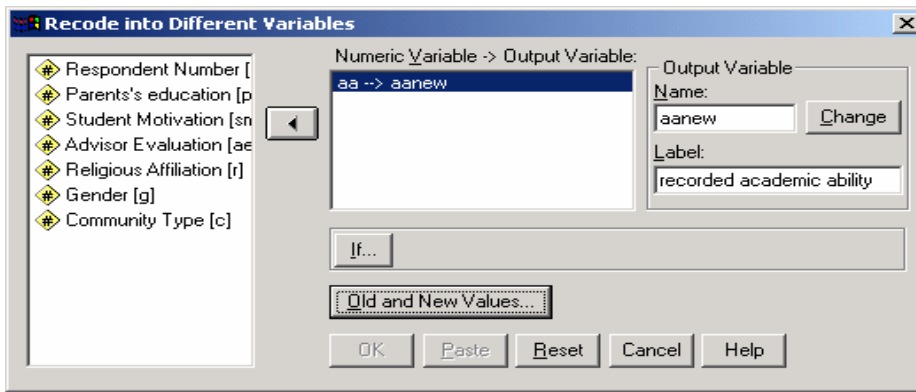 Recode into Different Variables
Respondent Number [
Parents's education [p
Student Motivation [sn
Advisor Evaluation [ae
Religious Affiliation [r]
Gender [g]
Community Type [c]
Numeric Variable -> Output Variable:
aa --> aanew
Output Variable
Name:
aanew
Change
Label:
recorded academic ability
If...
Old and New Values...
OK
Paste
Reset
Cancel
Help